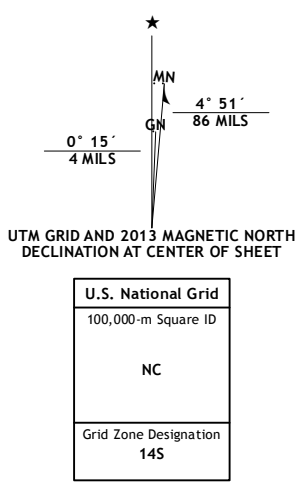 ★
MN
GN
4° 51´
86 MILS
0° 15´
4 MILS
UTM GRID AND 2013 MAGNETIC NORTH
DECLINATION AT CENTER OF SHEET
U.S. National Grid
100,000-m Square ID
NC
Grid Zone Designation
14S